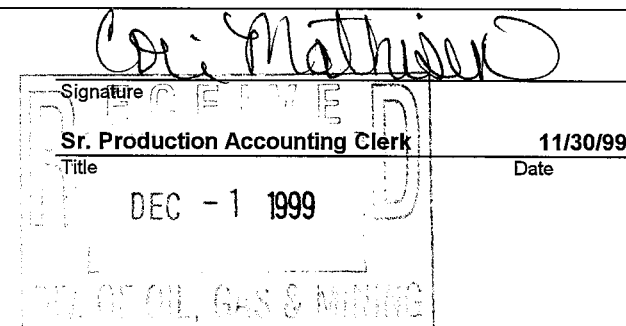 Cori Mathisen
Signature
RECEIVED
Sr. Production Accounting Clerk 11/30/99
Title Date
DEC - 1 1999
OF OIL, GAS & MINING